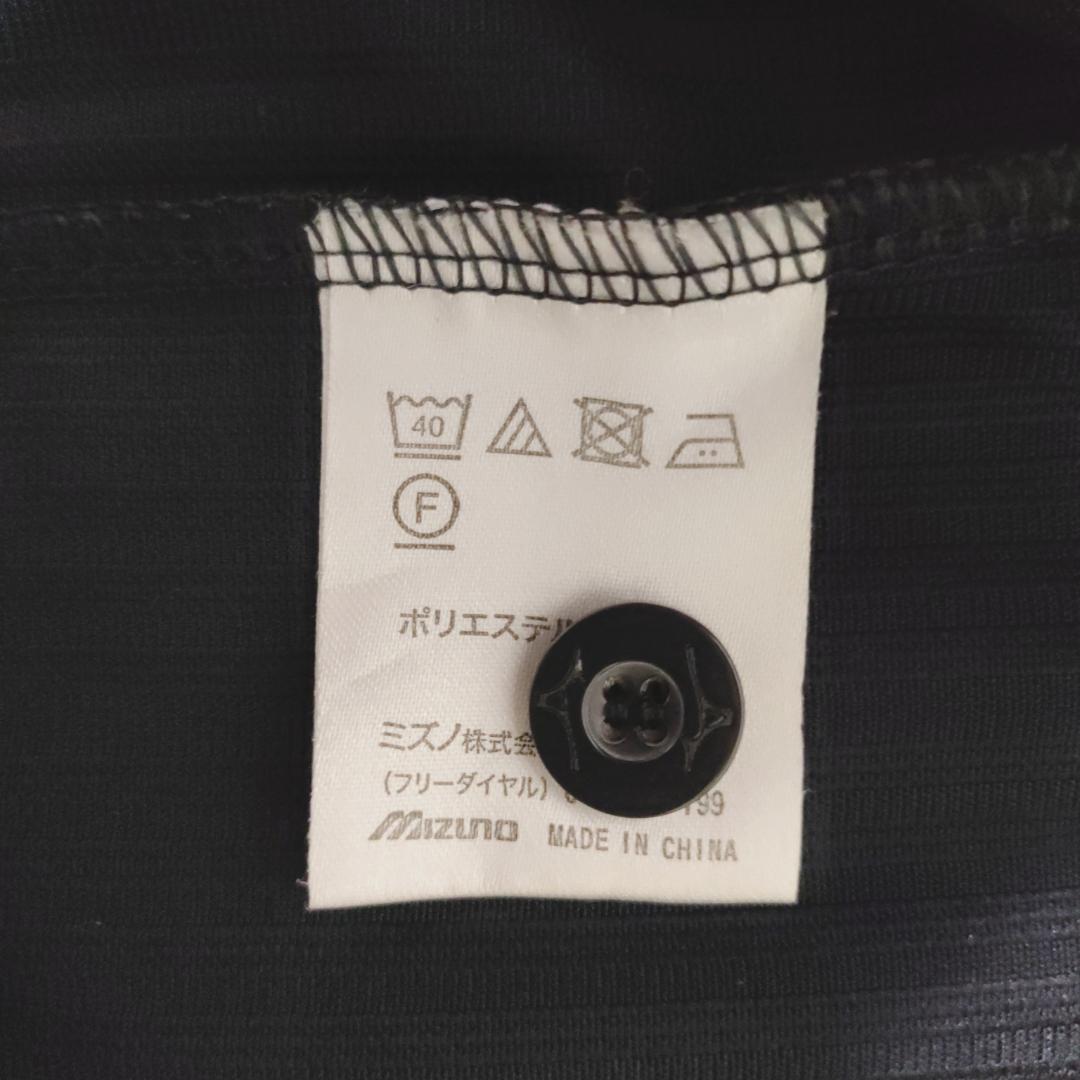 40
F
ポリエステル
ミズノ株式会
(フリーダイヤル) 199
MIZUNO MADE IN CHINA